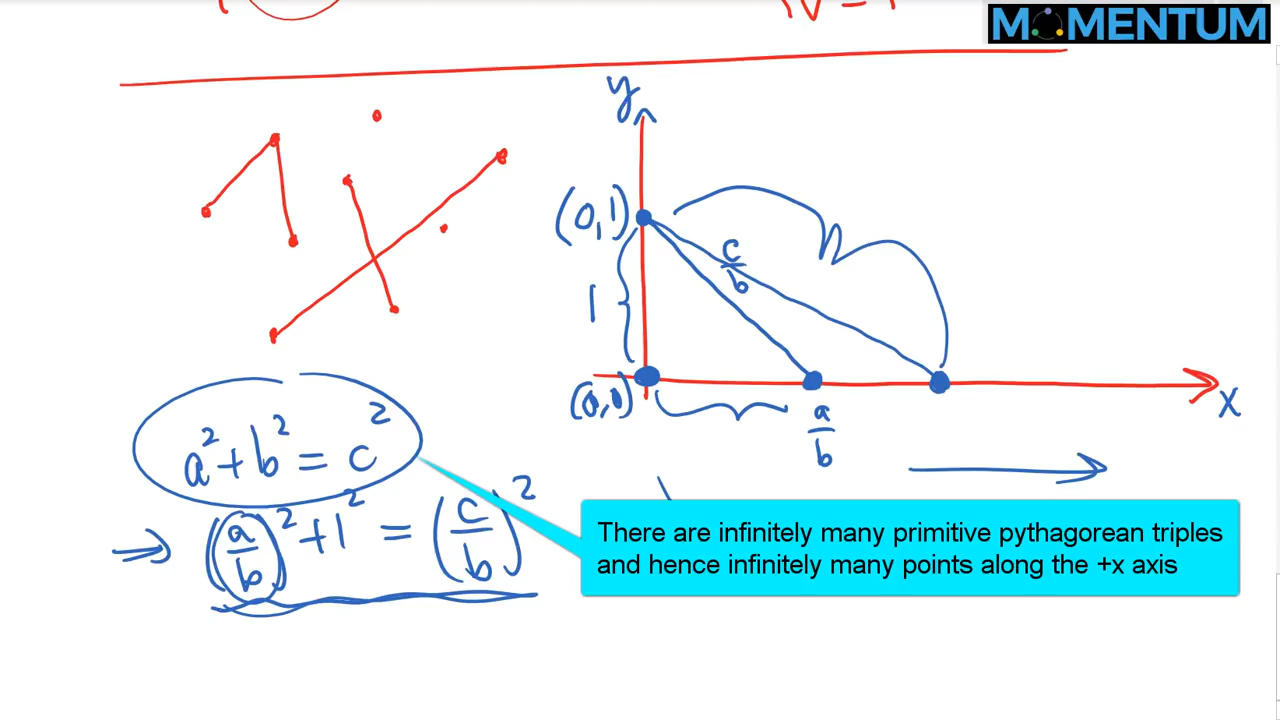 MOMENTUM
y
(0,1)
c/b
1
(0,0)
a/b
x
a² + b² = c²
⇒ (a/b)² + 1² = (c/b)²
There are infinitely many primitive pythagorean triples
and hence infinitely many points along the +x axis